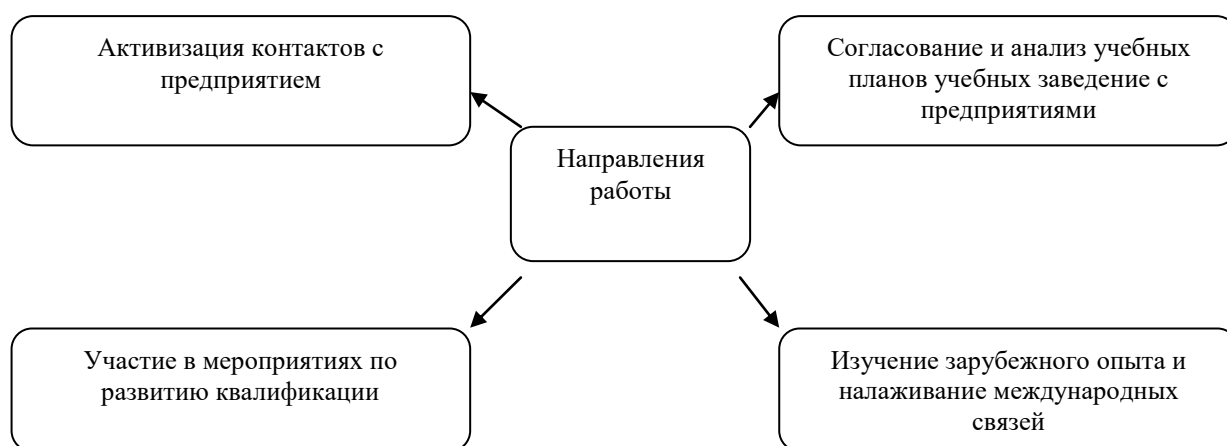 Активизация контактов с
предприятием
Согласование и анализ учебных
планов учебных заведение с
предприятиями
Направления
работы
Участие в мероприятиях по
развитию квалификации
Изучение зарубежного опыта и
налаживание международных
связей